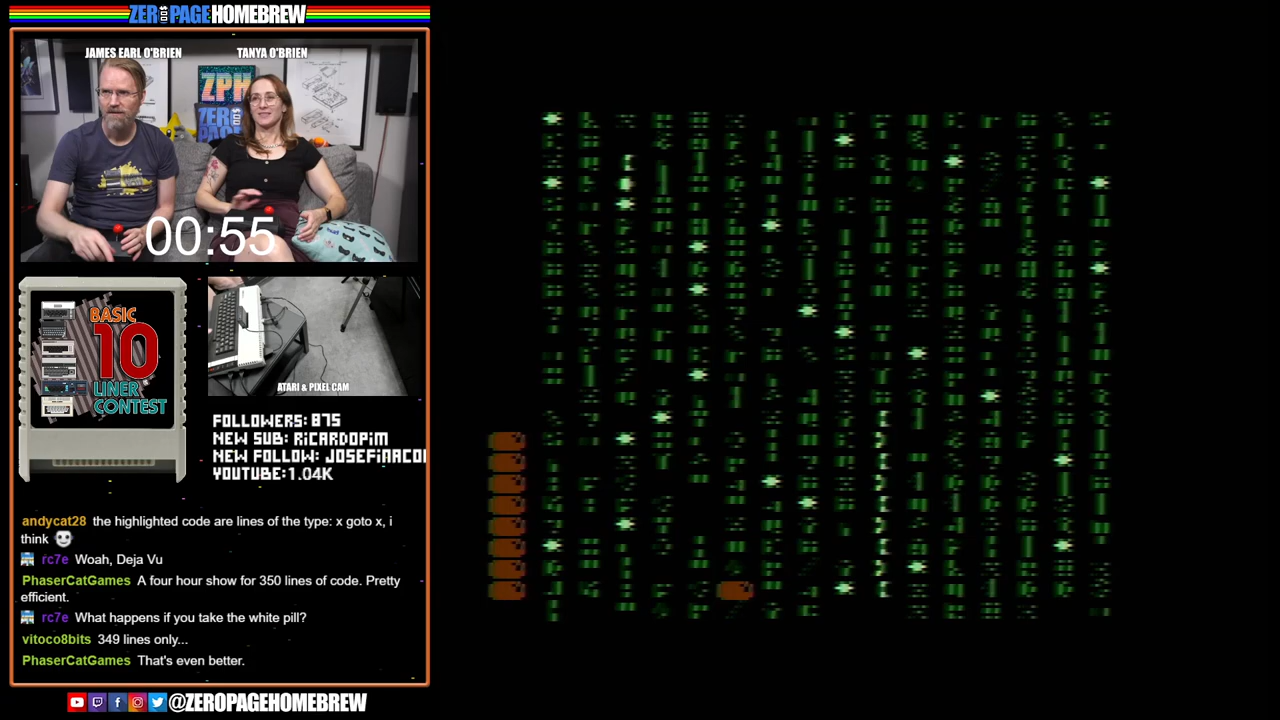 ZERO PAGE HOMEBREW
JAMES EARL O'BRIEN
TANYA O'BRIEN
ZPH
ZERO
PAGE
00:55
BASIC
10
LINER
CONTEST
ATARI & PIXEL CAM
FOLLOWERS: 875
NEW SUB: RICARDOPIM
NEW FOLLOW: JOSEFINACO
YOUTUBE:1.04K
andycat28 the highlighted code are lines of the type: x goto x, i
think
rc7e Woah, Deja Vu
PhaserCatGames A four hour show for 350 lines of code. Pretty
efficient.
rc7e What happens if you take the white pill?
vitoco8bits 349 lines only...
PhaserCatGames That's even better.
@ZEROPAGEHOMEBREW